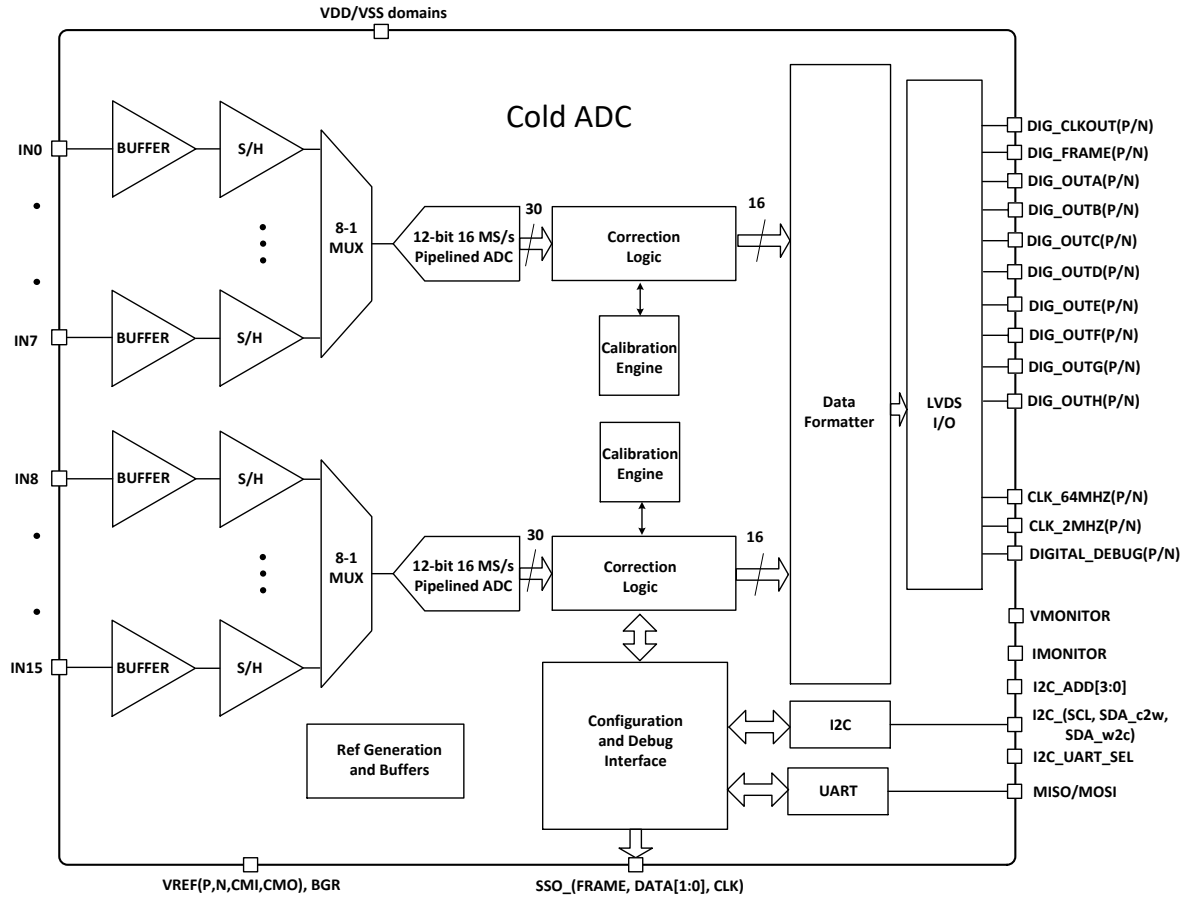 VDD/VSS domains
Cold ADC
IN0
BUFFER
S/H
8-1
MUX
12-bit 16 MS/s
Pipelined ADC
30
Correction
Logic
16
Calibration
Engine
IN7
BUFFER
S/H
IN8
BUFFER
S/H
8-1
MUX
12-bit 16 MS/s
Pipelined ADC
30
Calibration
Engine
Correction
Logic
16
IN15
BUFFER
S/H
Data
Formatter
LVDS
I/O
DIG_CLKOUT(P/N)
DIG_FRAME(P/N)
DIG_OUTA(P/N)
DIG_OUTB(P/N)
DIG_OUTC(P/N)
DIG_OUTD(P/N)
DIG_OUTE(P/N)
DIG_OUTF(P/N)
DIG_OUTG(P/N)
DIG_OUTH(P/N)
CLK_64MHZ(P/N)
CLK_2MHZ(P/N)
DIGITAL_DEBUG(P/N)
VMONITOR
IMONITOR
I2C_ADD[3:0]
I2C_(SCL, SDA_c2w,
SDA_w2c)
I2C_UART_SEL
MISO/MOSI
Ref Generation
and Buffers
Configuration
and Debug
Interface
I2C
UART
VREF(P,N,CMI,CMO), BGR
SSO_(FRAME, DATA[1:0], CLK)